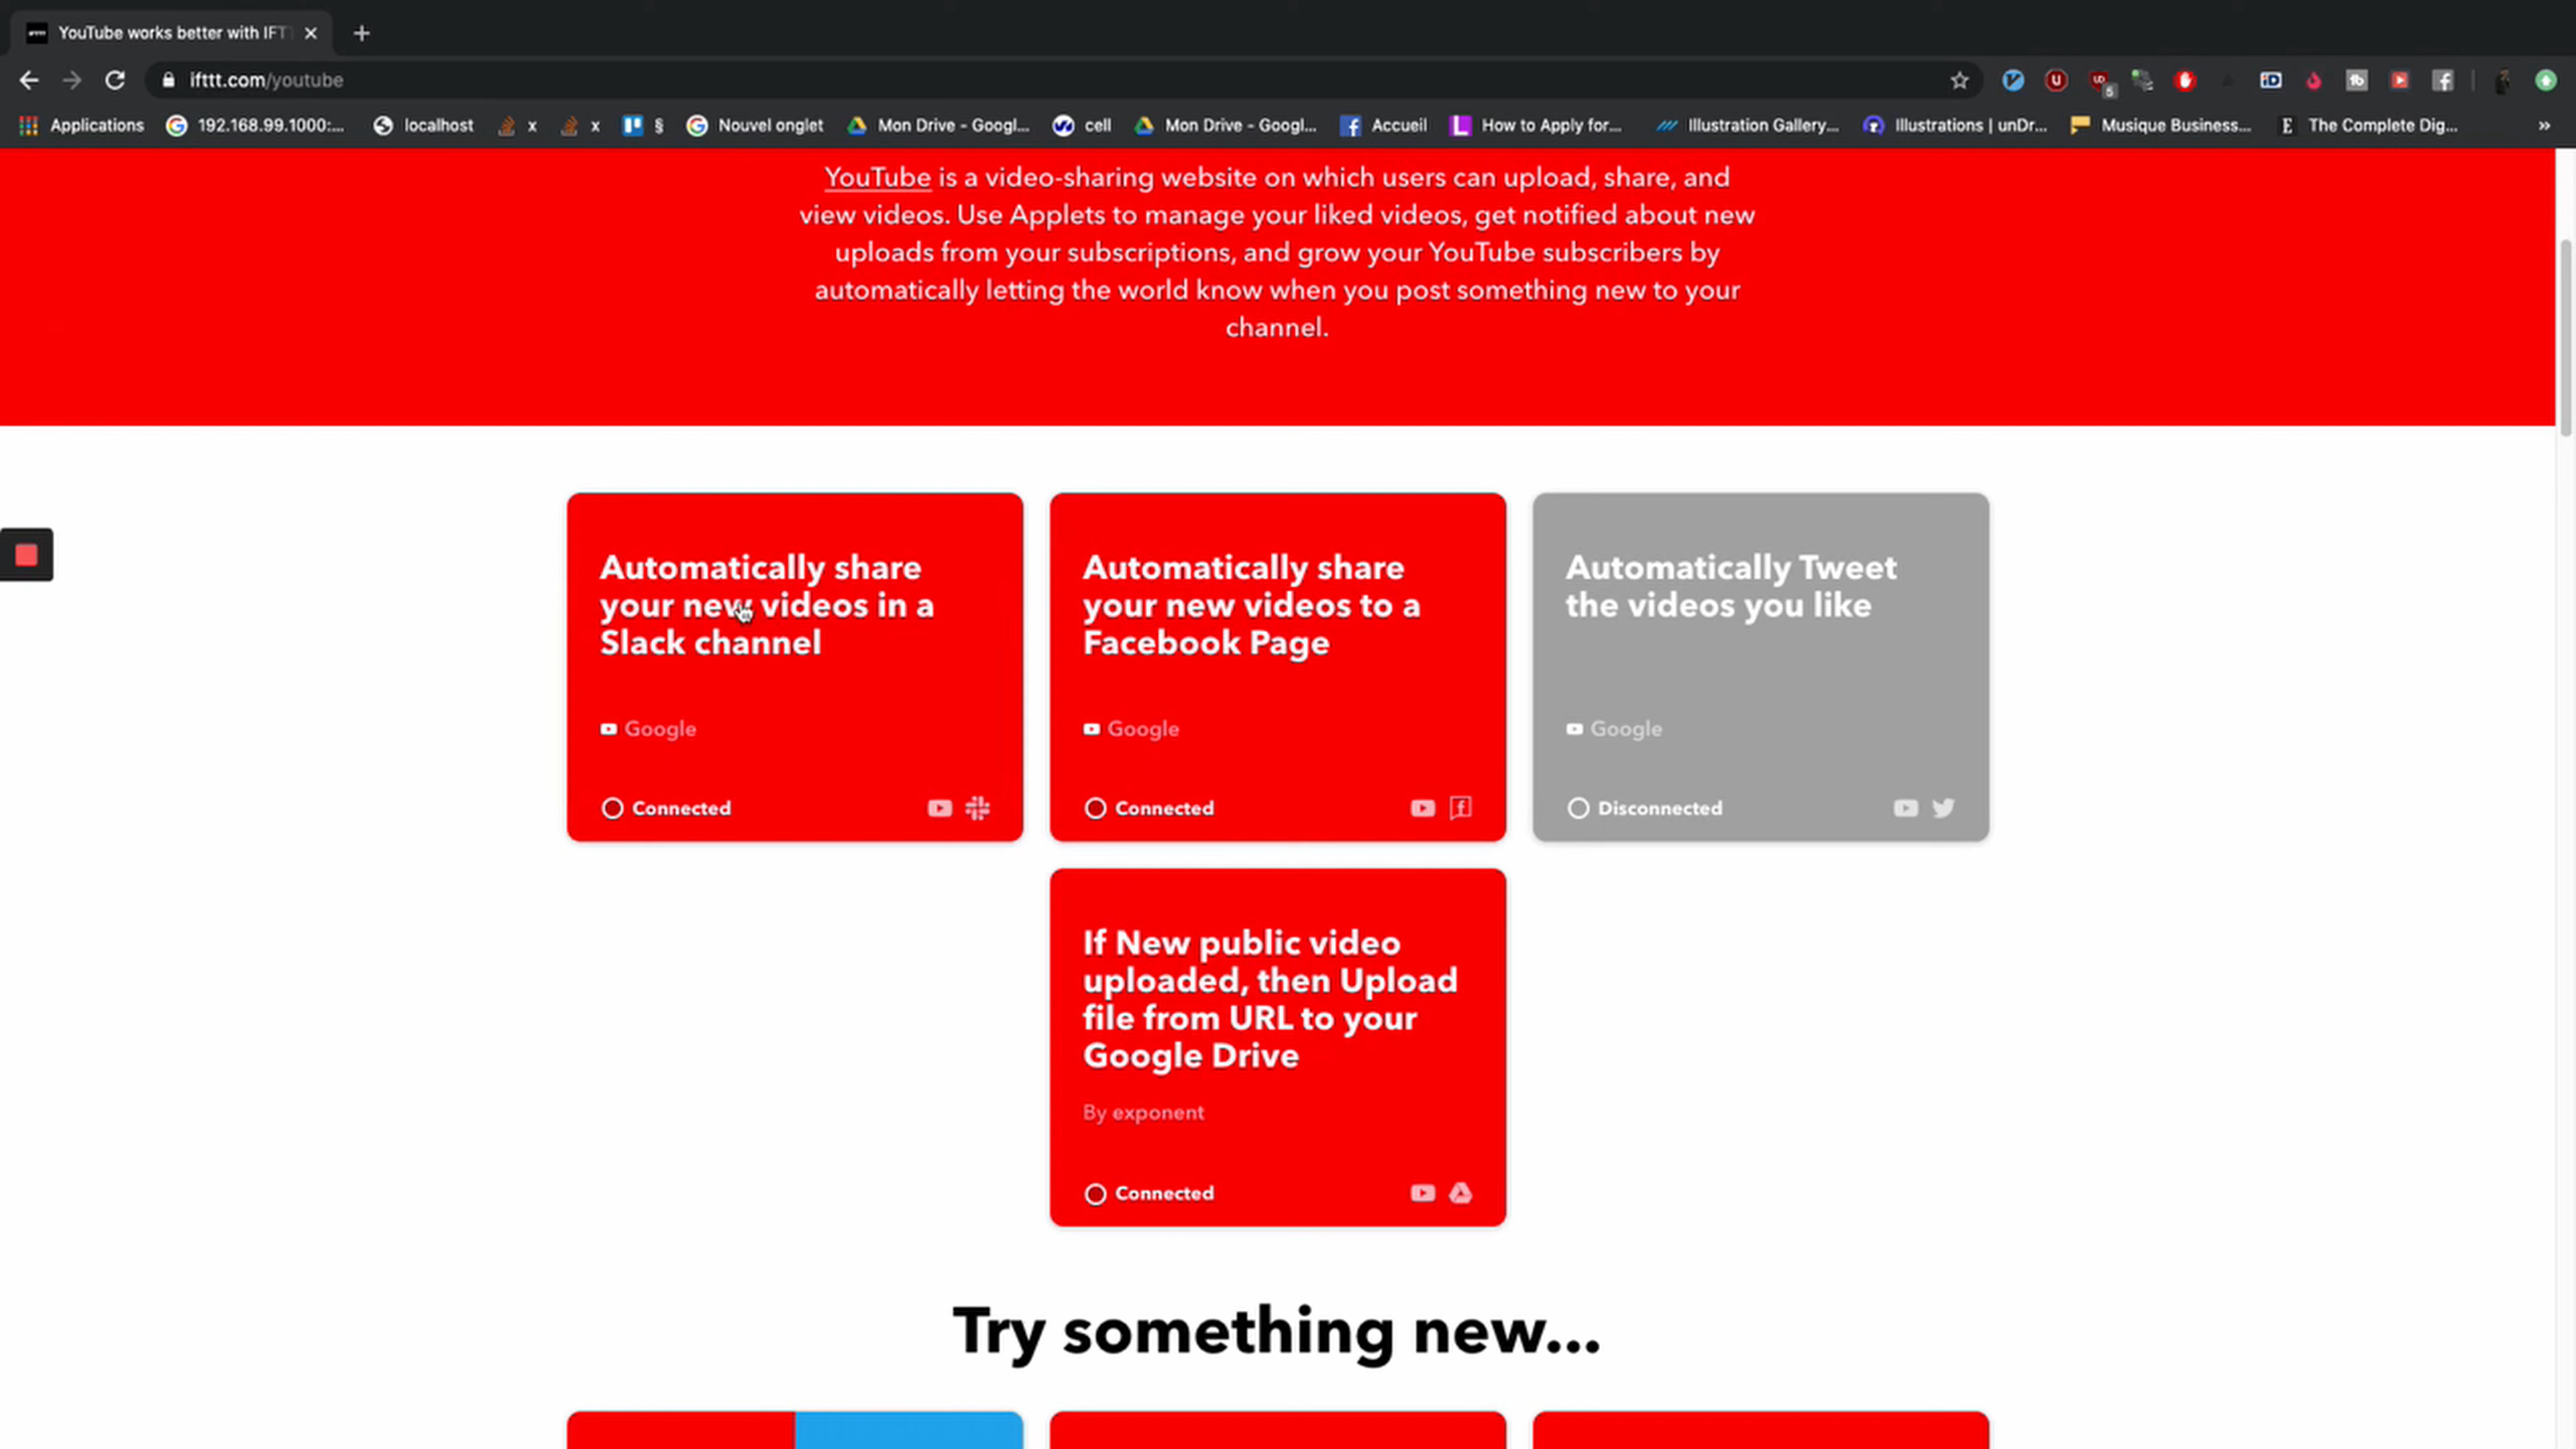 YouTube works better with IFT
ifttt.com/youtube
Applications 192.168.99.1000:... localhost x x § Nouvel onglet Mon Drive - Googl... cell Mon Drive - Googl... Accueil How to Apply for... Illustration Gallery... Illustrations | unDr... Musique Business... The Complete Dig... »
YouTube is a video-sharing website on which users can upload, share, and
view videos. Use Applets to manage your liked videos, get notified about new
uploads from your subscriptions, and grow your YouTube subscribers by
automatically letting the world know when you post something new to your
channel.
Automatically share
your new videos in a
Slack channel
Google
Connected
Automatically share
your new videos to a
Facebook Page
Google
Connected
Automatically Tweet
the videos you like
Google
Disconnected
If New public video
uploaded, then Upload
file from URL to your
Google Drive
By exponent
Connected
Try something new...